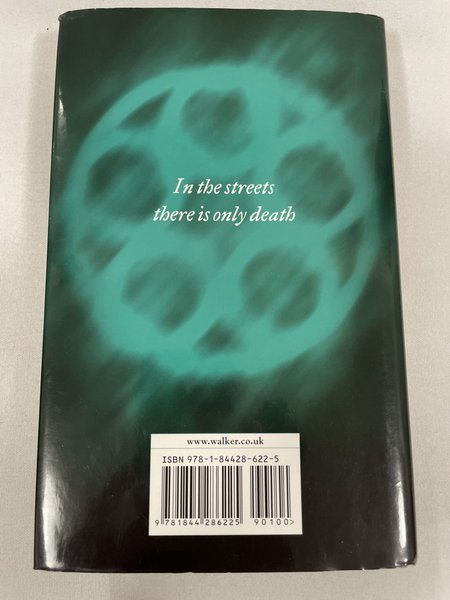 In the streets
there is only death
www.walker.co.uk
ISBN 978-1-84428-622-5
9 781844 286225 90100>